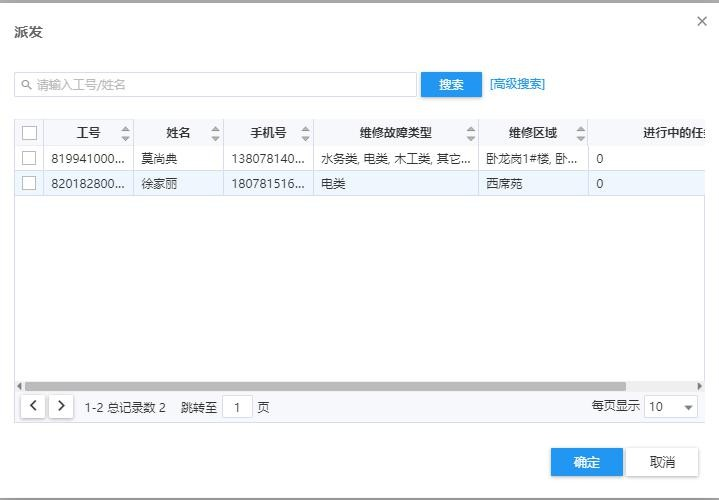 派发
请输入工号/姓名 搜索 [高级搜索]
工号 姓名 手机号 维修故障类型 维修区域 进行中的任
819941000... 莫尚典 138078140... 水务类, 电类, 木工类, 其它... 卧龙岗1#楼, 卧... 0
820182800... 徐家丽 180781516... 电类 西席苑 0
1-2 总记录数 2 跳转至 1 页 每页显示 10
确定 取消